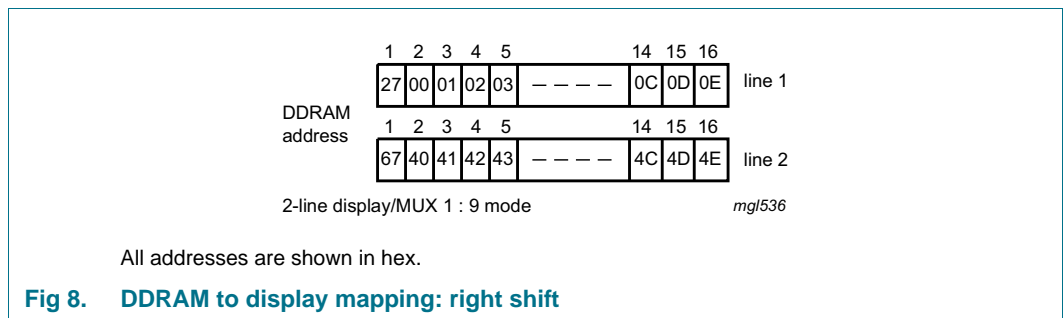 1 2 3 4 5 14 15 16
27 00 01 02 03 – – – – 0C 0D 0E line 1
DDRAM
address
1 2 3 4 5 14 15 16
67 40 41 42 43 – – – – 4C 4D 4E line 2
2-line display/MUX 1 : 9 mode mgl536
All addresses are shown in hex.
Fig 8. DDRAM to display mapping: right shift